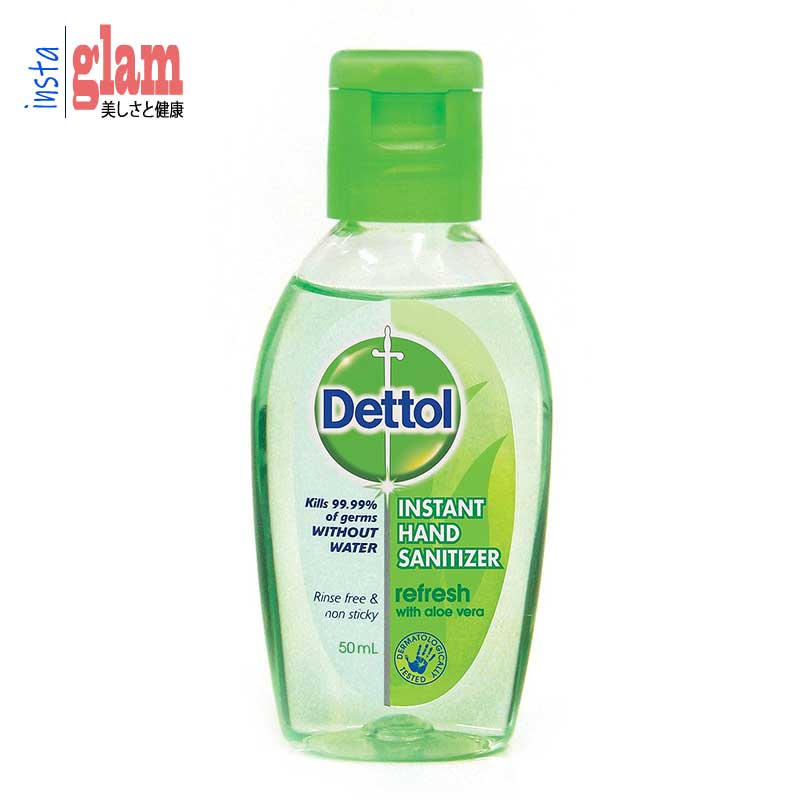 insta
glam
美しさと健康
Dettol
Kills 99.99%
of germs
WITHOUT
WATER
Rinse free &
non sticky
50mL
INSTANT
HAND
SANITIZER
refresh
with aloe vera
DERMATOLOGICALLY
TESTED